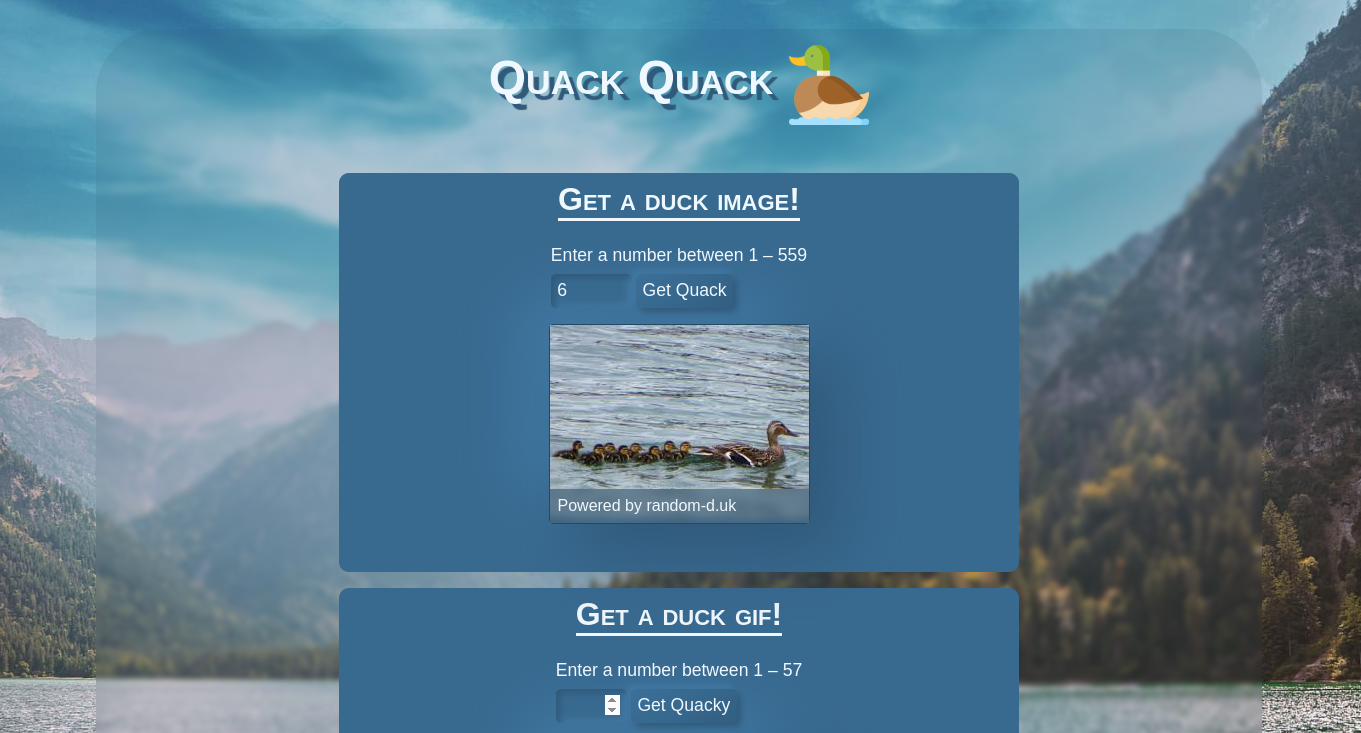 Quack Quack
Get a duck image!
Enter a number between 1 – 559
6 Get Quack
Powered by random-d.uk
Get a duck gif!
Enter a number between 1 – 57
Get Quacky